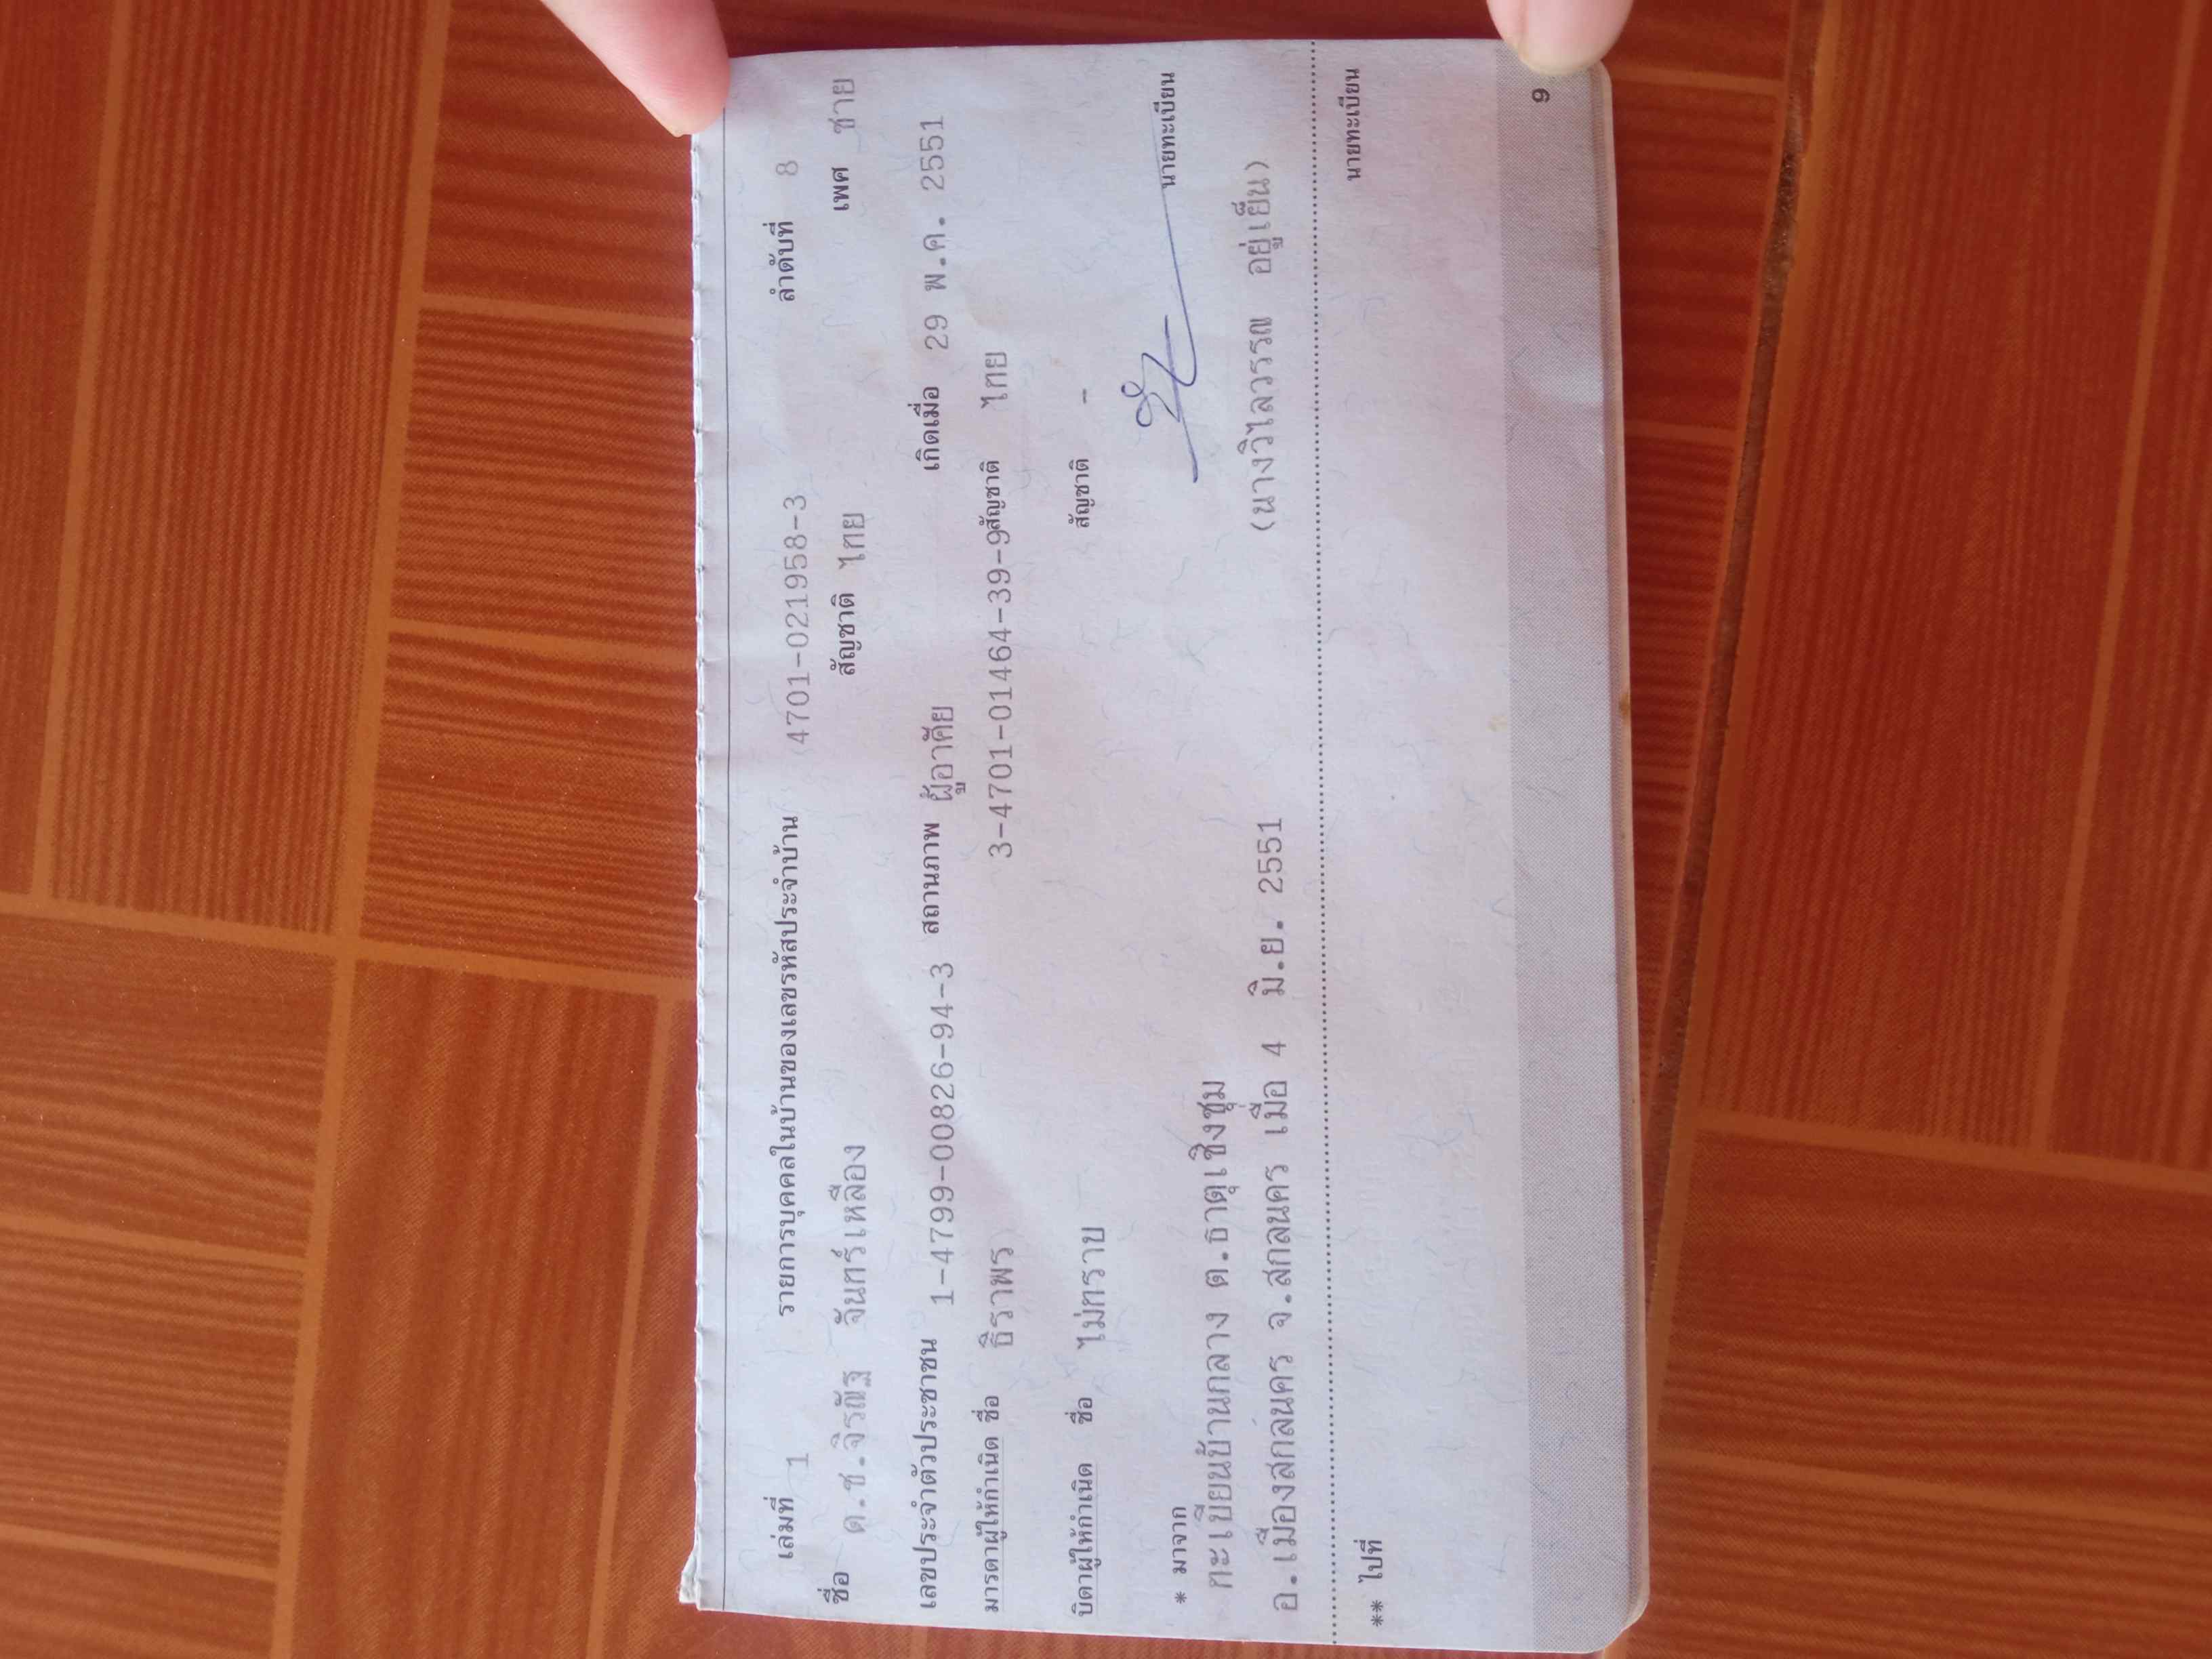 เล่มที่ 1 รายการบุคคลในบ้านของเลขรหัสประจำบ้าน 4701-021958-3 ลำดับที่ 8
ชื่อ ด.ช.จิรณัฐ จันทร์เหลือง สัญชาติ ไทย เพศ ชาย
เลขประจำตัวประชาชน 1-4799-00826-94-3 สถานภาพ ผู้อาศัย เกิดเมื่อ 29 พ.ค. 2551
มารดาผู้ให้กำเนิด ชื่อ ธิราพร 3-4701-01464-39-9 สัญชาติ ไทย
บิดาผู้ให้กำเนิด ชื่อ ไม่ทราบ สัญชาติ -
* มาจาก
ทะเบียนบ้านกลาง ต.ธาตุเชิงชุม นายทะเบียน
อ.เมืองสกลนคร จ.สกลนคร เมื่อ 4 มิ.ย. 2551 (นางวิไลวรรณ อยู่เย็น)
** ไปที่ นายทะเบียน
9